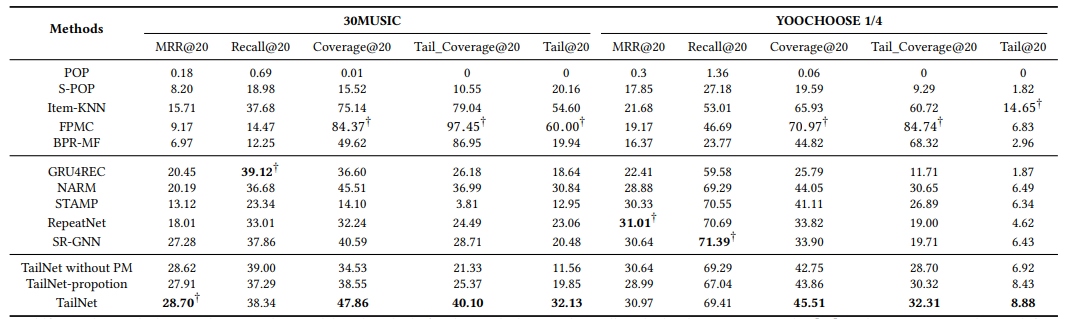 Methods 30MUSIC YOOCHOOSE 1/4
MRR@20 Recall@20 Coverage@20 Tail_Coverage@20 Tail@20 MRR@20 Recall@20 Coverage@20 Tail_Coverage@20 Tail@20
POP 0.18 0.69 0.01 0 0 0.3 1.36 0.06 0 0
S-POP 8.20 18.98 15.52 10.55 20.16 17.85 27.18 19.59 9.29 1.82
Item-KNN 15.71 37.68 75.14 79.04 54.60 21.68 53.01 65.93 60.72 14.65†
FPMC 9.17 14.47 84.37† 97.45† 60.00† 19.17 46.69 70.97† 84.74† 6.83
BPR-MF 6.97 12.25 49.62 86.95 19.94 16.37 23.77 44.82 68.32 2.96
GRU4REC 20.45 39.12† 36.60 26.18 18.64 22.41 59.58 25.79 11.71 1.87
NARM 20.19 36.68 45.51 36.99 30.84 28.88 69.29 44.05 30.65 6.49
STAMP 13.12 23.34 14.10 3.81 12.95 30.33 70.55 41.11 26.89 6.34
RepeatNet 18.01 33.01 32.24 24.49 23.06 31.01† 70.69 33.82 19.00 4.62
SR-GNN 27.28 37.86 40.59 28.71 20.48 30.64 71.39† 33.90 19.71 6.43
TailNet without PM 28.62 39.00 34.53 21.33 11.56 30.64 69.29 42.75 28.70 6.92
TailNet-propotion 27.91 37.29 38.55 25.37 19.85 28.99 67.04 43.86 30.32 8.43
TailNet 28.70† 38.34 47.86 40.10 32.13 30.97 69.41 45.51 32.31 8.88